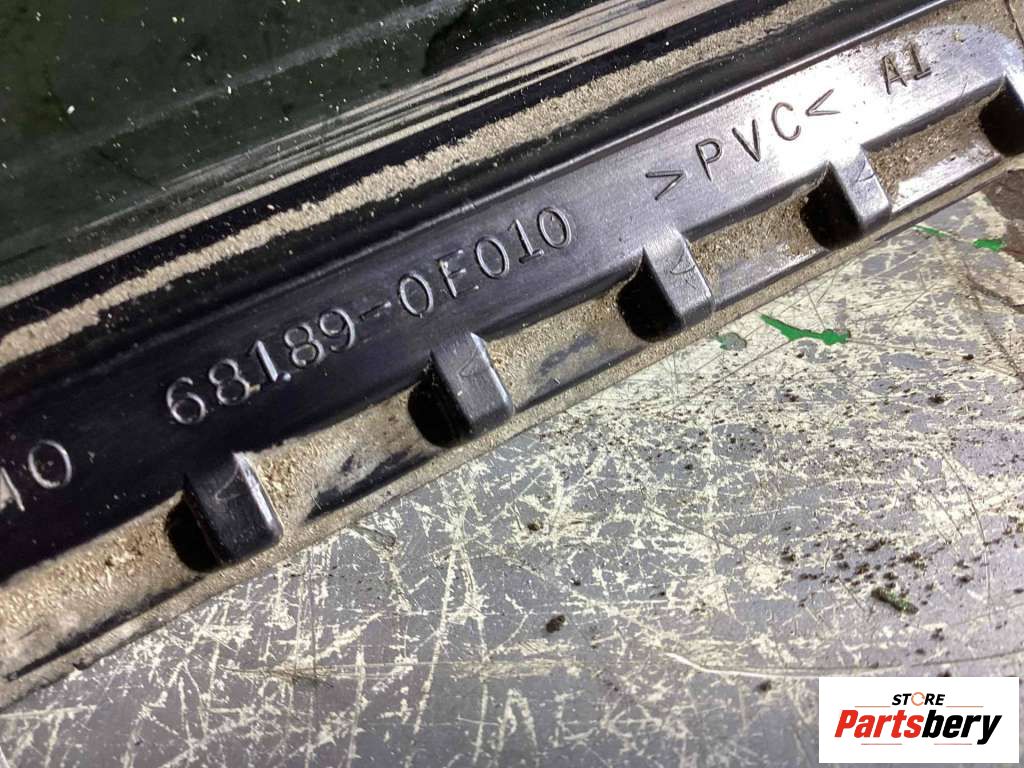 68189-0E010 >PVC< A1
STORE
Partsbery